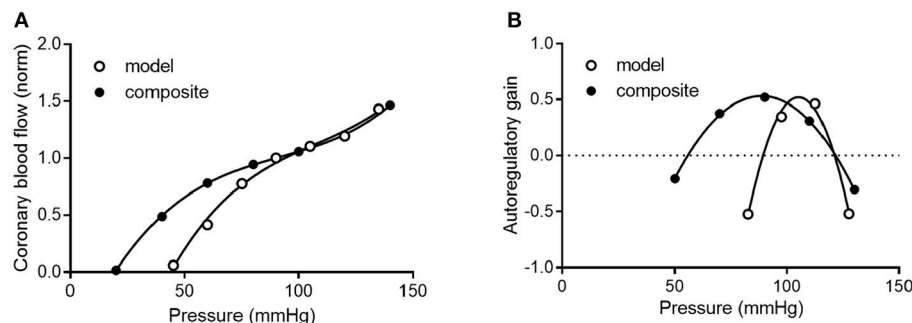 A
2.0
1.5
1.0
0.5
0.0
0
50
100
150
Coronary blood flow (norm)
Pressure (mmHg)
model
composite
B
1.0
0.5
0.0
-0.5
-1.0
0
50
100
150
Autoregulatory gain
Pressure (mmHg)
model
composite